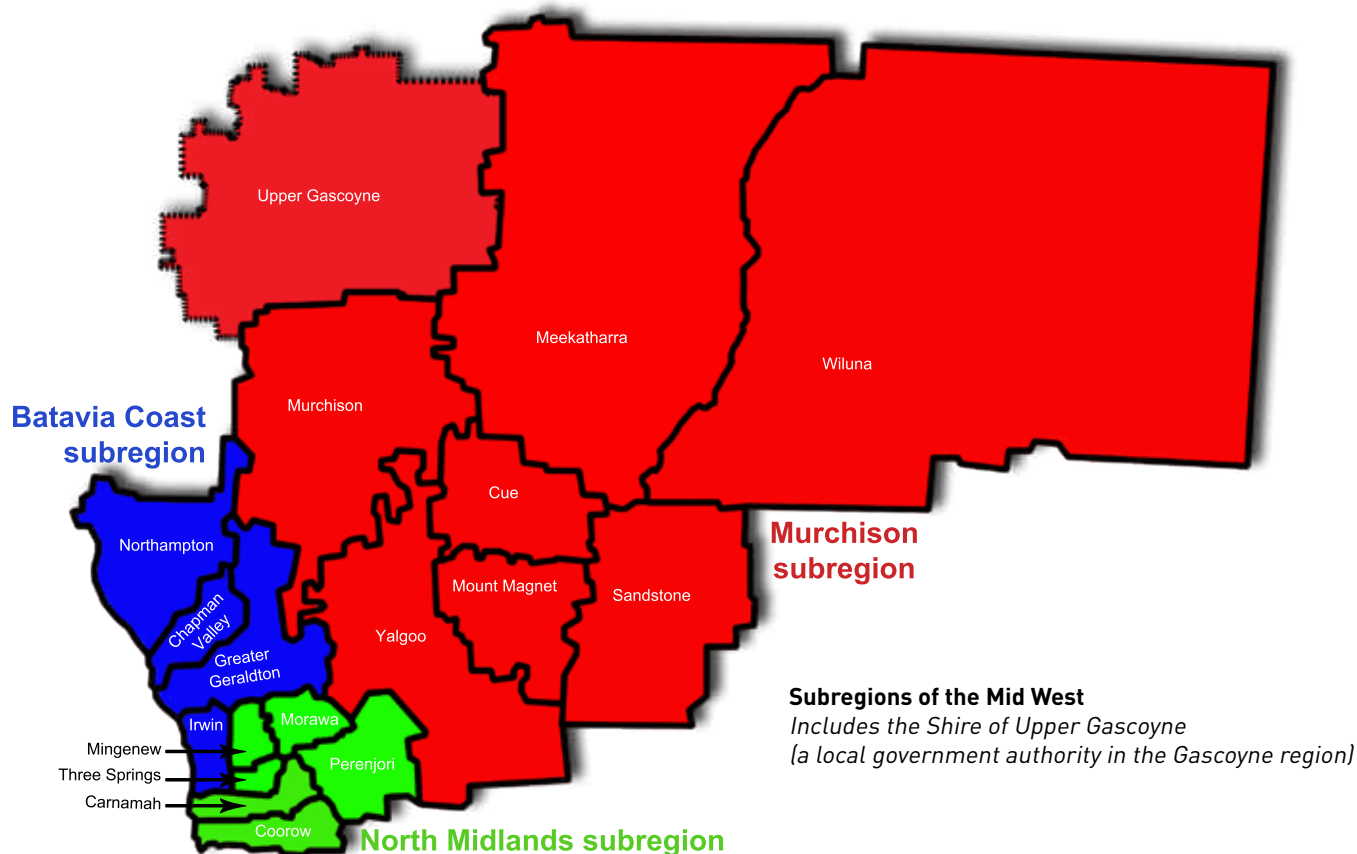 Upper Gascoyne
Meekatharra
Wiluna
Murchison
Batavia Coast
subregion
Cue
Northampton
Murchison
subregion
Mount Magnet
Sandstone
Chapman
Valley
Yalgoo
Greater
Geraldton
Subregions of the Mid West
Includes the Shire of Upper Gascoyne
(a local government authority in the Gascoyne region)
Irwin
Morawa
Mingenew
Perenjori
Three Springs
Carnamah
Coorow
North Midlands subregion